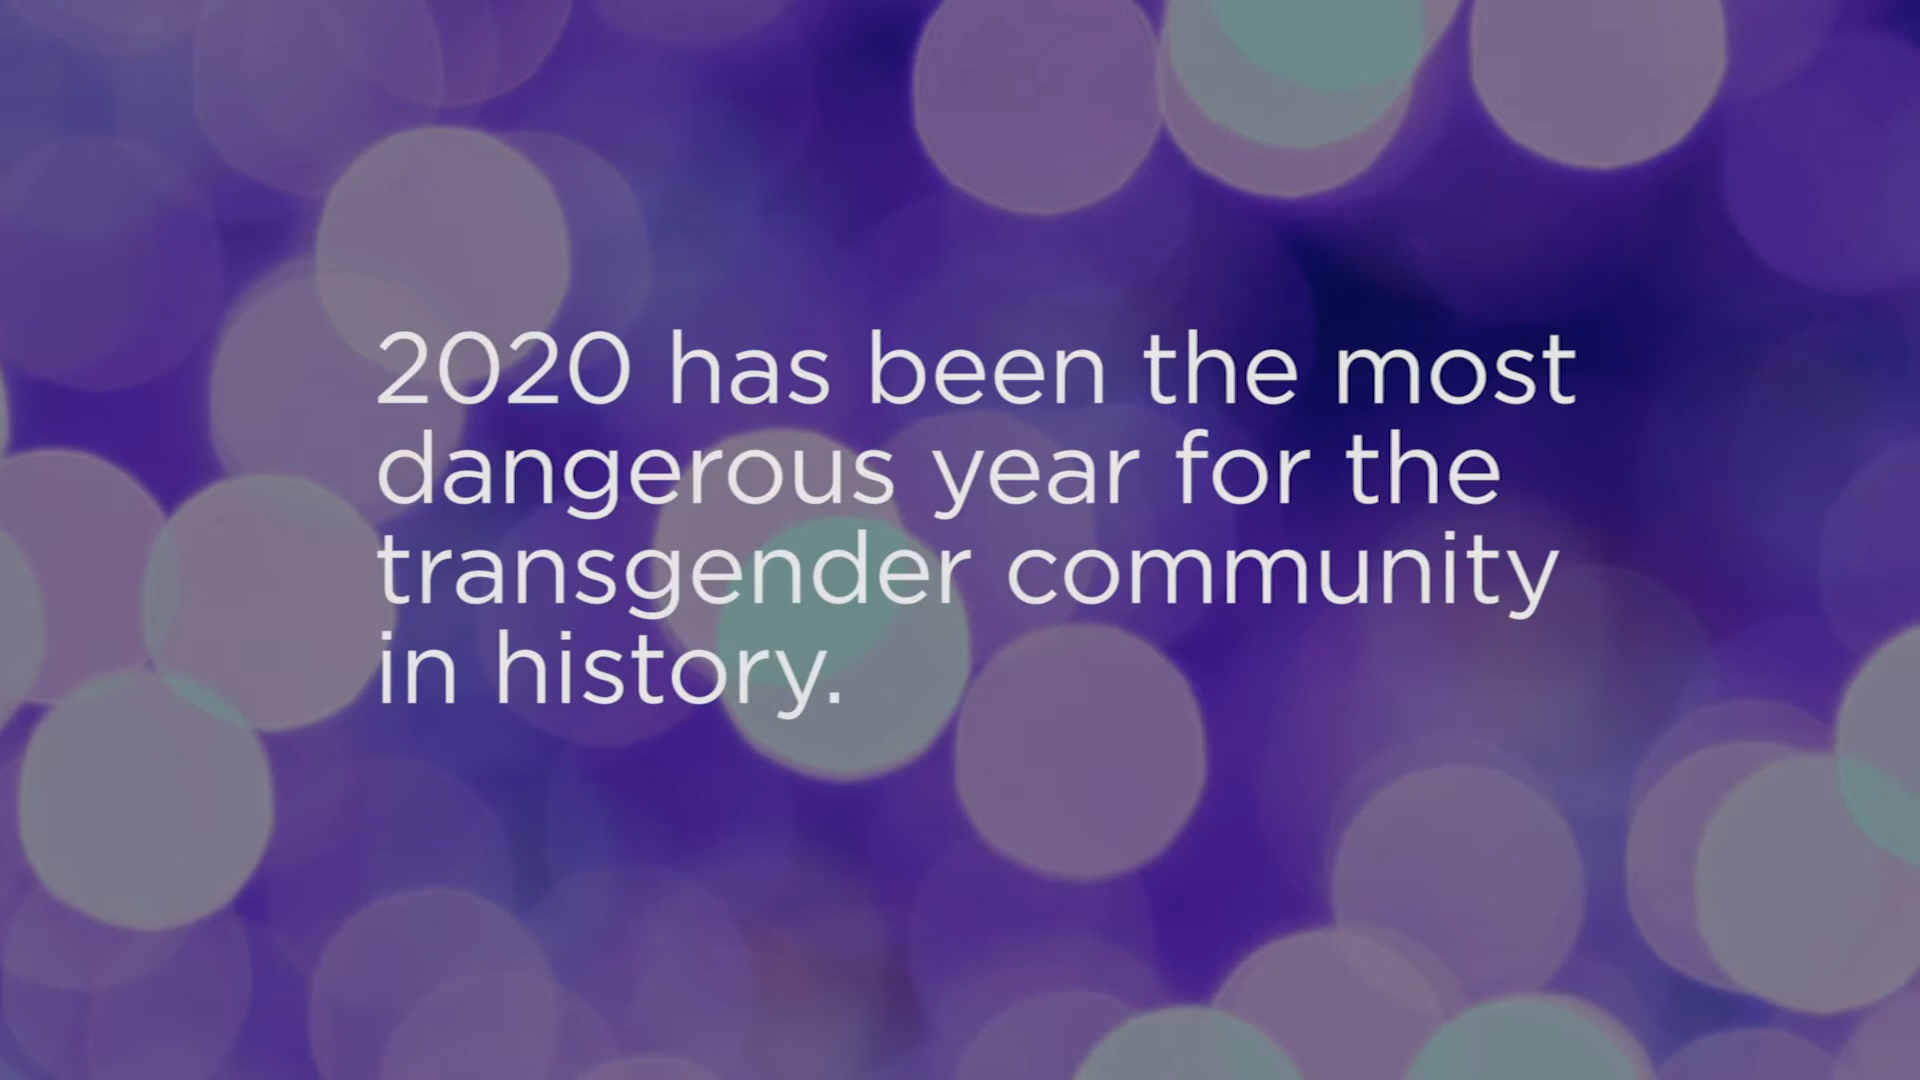 2020 has been the most
dangerous year for the
transgender community
in history.